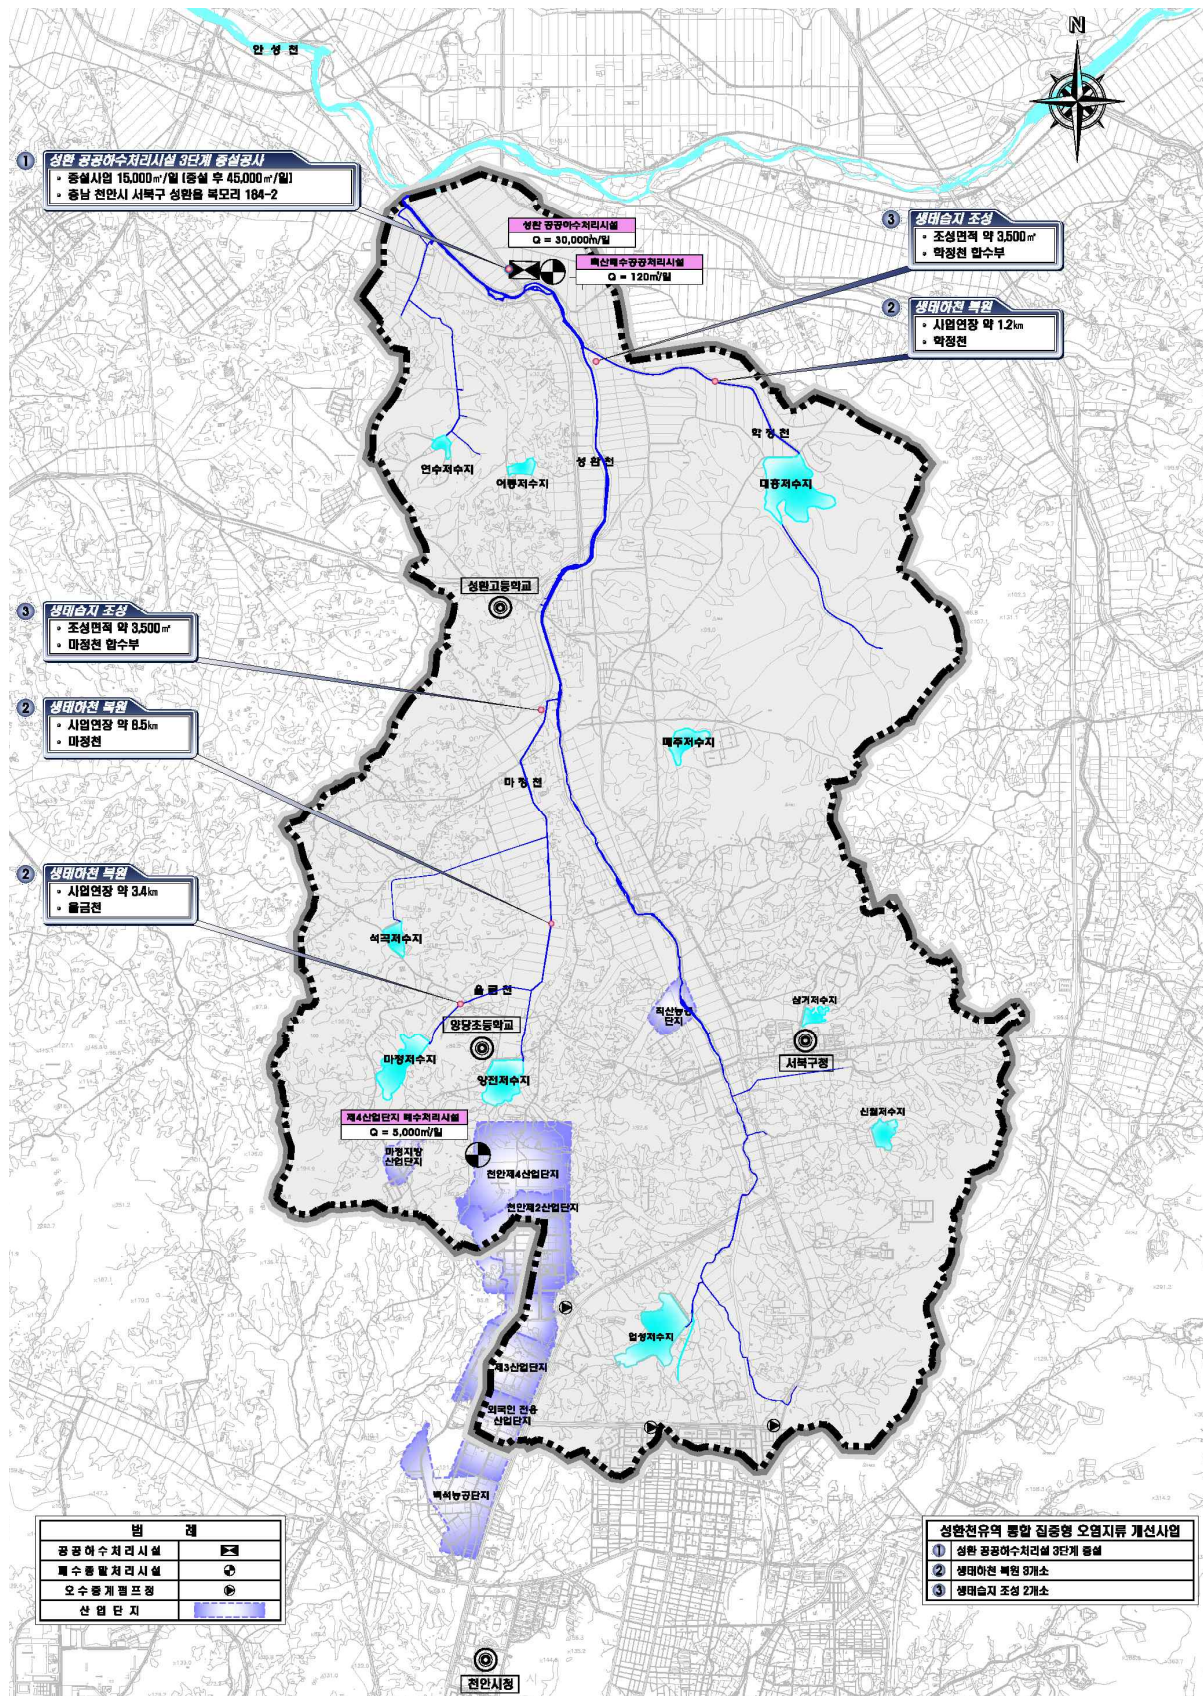 안 성 천
N
① 성환 공공하수처리시설 3단계 증설공사
◦ 증설사업 15,000㎥/일 [증설 후 45,000㎥/일]
◦ 충남 천안시 서북구 성환읍 복모리 184-2
성환 공공하수처리시설
Q = 30,000㎥/일
Q = 120㎥/일
③ 생태습지 조성
◦ 조성면적 약 3,500㎡
◦ 학정천 합수부
② 생태하천 복원
◦ 사업연장 약 1.2㎞
◦ 학정천
학 정 천
성 환 천
연수저수지
어룡저수지
대홍저수지
성환고등학교
③ 생태습지 조성
◦ 조성면적 약 3,500㎡
◦ 마정천 합수부
② 생태하천 복원
◦ 사업연장 약 8.5㎞
◦ 마정천
매주저수지
마 정 천
② 생태하천 복원
◦ 사업연장 약 3.4㎞
◦ 율금천
석곡저수지
율 금 천
직산농공
단지
삼거저수지
양당초등학교
서북구청
마정저수지
양전저수지
제4산업단지 폐수처리시설
Q = 5,000㎥/일
신월저수지
마정지방
산업단지
천안제4산업단지
천안제2산업단지
업성저수지
제3산업단지
외국인 전용
산업단지
백석농공단지
범 례
공공하수처리시설
폐수종말처리시설
오수중계펌프장
산 업 단 지
성환천유역 통합 집중형 오염지류 개선사업
① 성환 공공하수처리설 3단계 증설
② 생태하천 복원 3개소
③ 생태습지 조성 2개소
천안시청